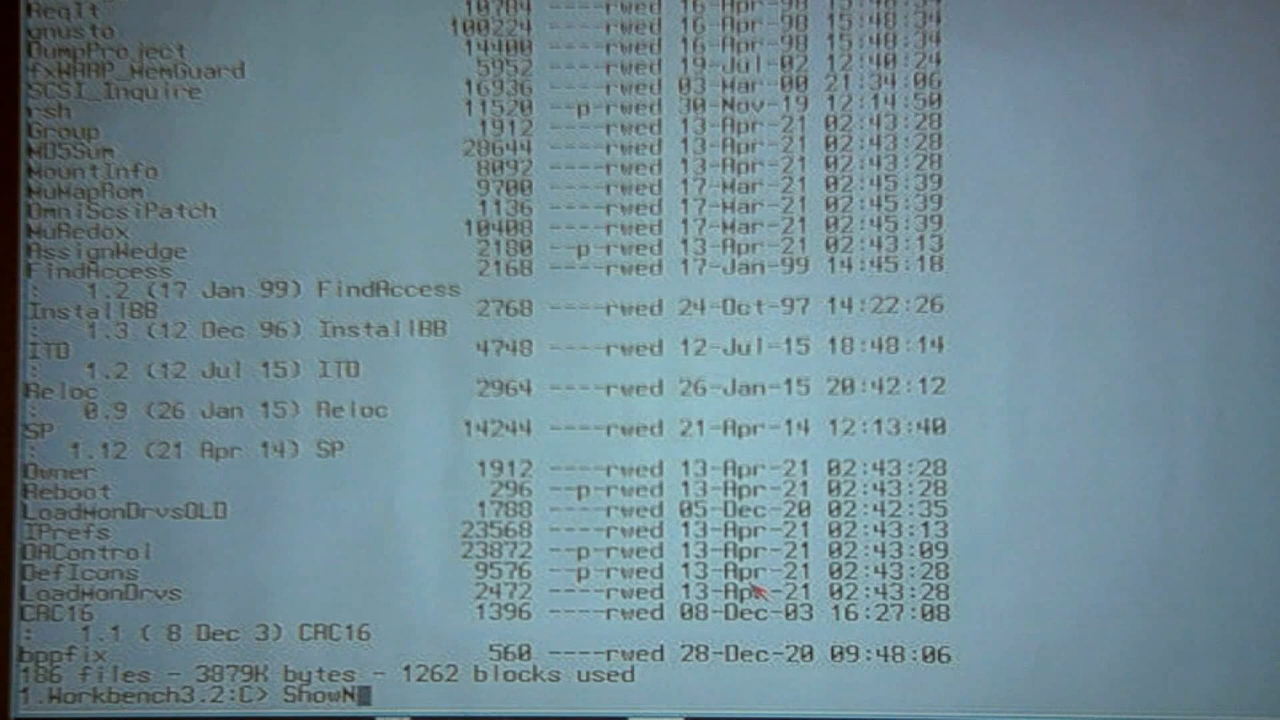 ReqIt 10784 ----rwed 16-Apr-98 15:48:34
gnusto 100224 ----rwed 16-Apr-98 15:48:34
DumpProject 14400 ----rwed 16-Apr-98 15:48:34
fxWARP_MemGuard 5952 ----rwed 19-Jul-02 12:40:24
SCSI_Inquire 16936 ----rwed 03-Mar-00 21:34:06
rsh 11520 --p-rwed 30-Nov-19 12:14:50
Group 1912 ----rwed 13-Apr-21 02:43:28
MD5Sum 28644 ----rwed 13-Apr-21 02:43:28
MountInfo 8092 ----rwed 13-Apr-21 02:43:28
MuMapRom 9700 ----rwed 17-Mar-21 02:45:39
OmniScsiPatch 1136 ----rwed 17-Mar-21 02:45:39
MuRedox 10408 ----rwed 17-Mar-21 02:45:39
AssignWedge 2180 --p-rwed 13-Apr-21 02:43:13
FindAccess 2168 ----rwed 17-Jan-99 14:45:18
: 1.2 (17 Jan 99) FindAccess
InstallBB 2768 ----rwed 24-Oct-97 14:22:26
: 1.3 (12 Dec 96) InstallBB
ITD 4748 ----rwed 12-Jul-15 18:48:14
: 1.2 (12 Jul 15) ITD
Reloc 2964 ----rwed 26-Jan-15 20:42:12
: 0.9 (26 Jan 15) Reloc
SP 14244 ----rwed 21-Apr-14 12:13:40
: 1.12 (21 Apr 14) SP
Owner 1912 ----rwed 13-Apr-21 02:43:28
Reboot 296 --p-rwed 13-Apr-21 02:43:28
LoadMonDrvsOLD 1788 ----rwed 05-Dec-20 02:42:35
IPrefs 23568 ----rwed 13-Apr-21 02:43:13
DAControl 23872 --p-rwed 13-Apr-21 02:43:09
DefIcons 9576 --p-rwed 13-Apr-21 02:43:28
LoadMonDrvs 2472 ----rwed 13-Apr-21 02:43:28
CRC16 1396 ----rwed 08-Dec-03 16:27:08
: 1.1 ( 8 Dec 3) CRC16
bppfix 560 ----rwed 28-Dec-20 09:48:06
186 files - 3879K bytes - 1262 blocks used
1.Workbench3.2:C> ShowN